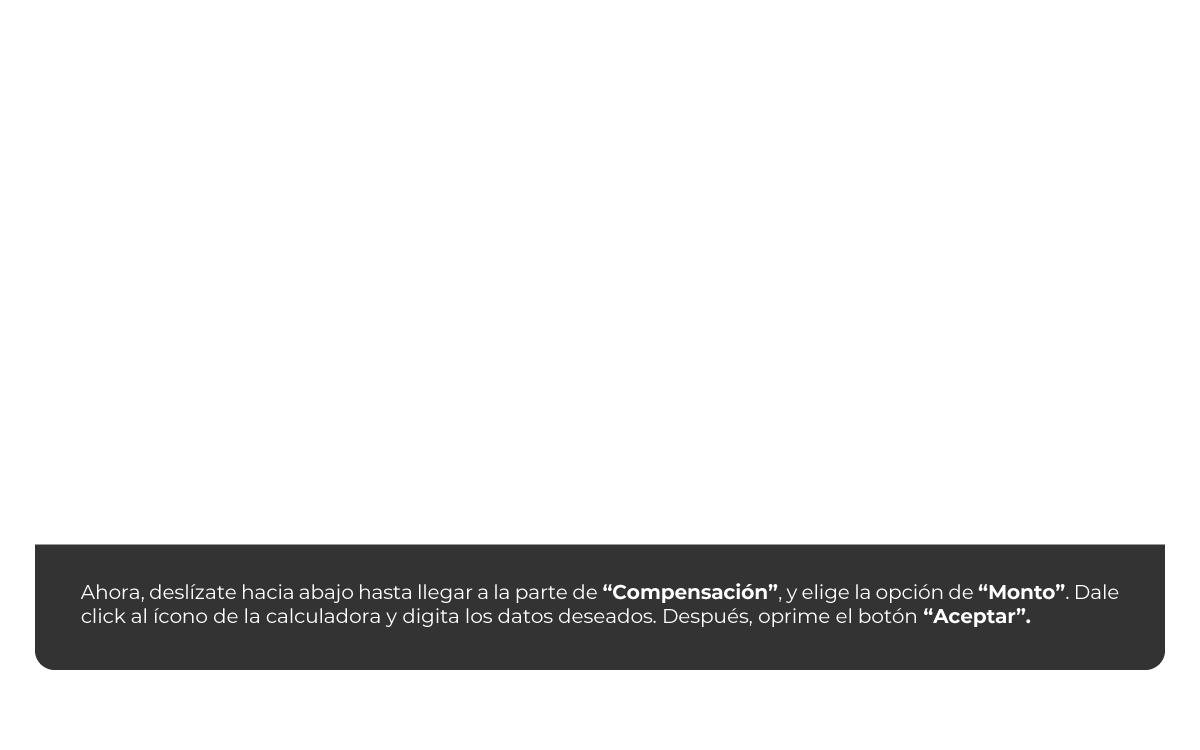 Ahora, deslízate hacia abajo hasta llegar a la parte de “Compensación”, y elige la opción de “Monto”. Dale
click al ícono de la calculadora y digita los datos deseados. Después, oprime el botón “Aceptar”.